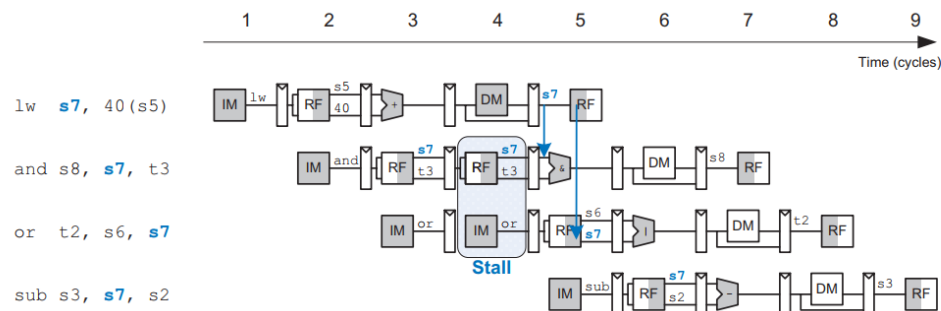 1 2 3 4 5 6 7 8 9
Time (cycles)
lw s7, 40(s5) IM lw RF s5 40 + DM s7 RF
and s8, s7, t3 IM and RF s7 t3 RF s7 t3 & DM s8 RF
or t2, s6, s7 IM or IM or RF s6 s7 | DM t2 RF
Stall
sub s3, s7, s2 IM sub RF s7 s2 - DM s3 RF